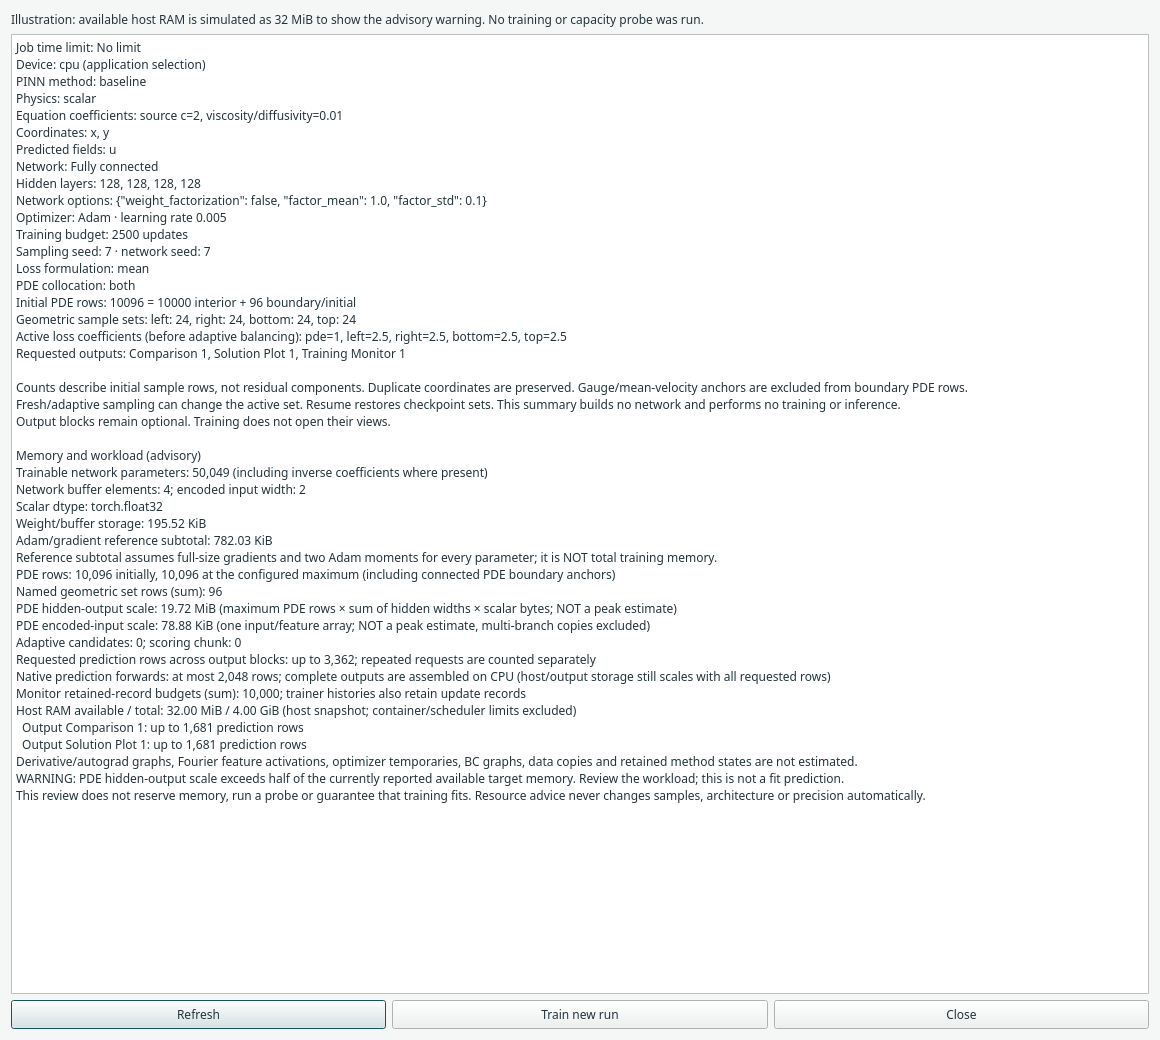 Illustration: available host RAM is simulated as 32 MiB to show the advisory warning. No training or capacity probe was run.
Job time limit: No limit
Device: cpu (application selection)
PINN method: baseline
Physics: scalar
Equation coefficients: source c=2, viscosity/diffusivity=0.01
Coordinates: x, y
Predicted fields: u
Network: Fully connected
Hidden layers: 128, 128, 128, 128
Network options: {"weight_factorization": false, "factor_mean": 1.0, "factor_std": 0.1}
Optimizer: Adam · learning rate 0.005
Training budget: 2500 updates
Sampling seed: 7 · network seed: 7
Loss formulation: mean
PDE collocation: both
Initial PDE rows: 10096 = 10000 interior + 96 boundary/initial
Geometric sample sets: left: 24, right: 24, bottom: 24, top: 24
Active loss coefficients (before adaptive balancing): pde=1, left=2.5, right=2.5, bottom=2.5, top=2.5
Requested outputs: Comparison 1, Solution Plot 1, Training Monitor 1
Counts describe initial sample rows, not residual components. Duplicate coordinates are preserved. Gauge/mean-velocity anchors are excluded from boundary PDE rows.
Fresh/adaptive sampling can change the active set. Resume restores checkpoint sets. This summary builds no network and performs no training or inference.
Output blocks remain optional. Training does not open their views.
Memory and workload (advisory)
Trainable network parameters: 50,049 (including inverse coefficients where present)
Network buffer elements: 4; encoded input width: 2
Scalar dtype: torch.float32
Weight/buffer storage: 195.52 KiB
Adam/gradient reference subtotal: 782.03 KiB
Reference subtotal assumes full-size gradients and two Adam moments for every parameter; it is NOT total training memory.
PDE rows: 10,096 initially, 10,096 at the configured maximum (including connected PDE boundary anchors)
Named geometric set rows (sum): 96
PDE hidden-output scale: 19.72 MiB (maximum PDE rows × sum of hidden widths × scalar bytes; NOT a peak estimate)
PDE encoded-input scale: 78.88 KiB (one input/feature array; NOT a peak estimate, multi-branch copies excluded)
Adaptive candidates: 0; scoring chunk: 0
Requested prediction rows across output blocks: up to 3,362; repeated requests are counted separately
Native prediction forwards: at most 2,048 rows; complete outputs are assembled on CPU (host/output storage still scales with all requested rows)
Monitor retained-record budgets (sum): 10,000; trainer histories also retain update records
Host RAM available / total: 32.00 MiB / 4.00 GiB (host snapshot; container/scheduler limits excluded)
Output Comparison 1: up to 1,681 prediction rows
Output Solution Plot 1: up to 1,681 prediction rows
Derivative/autograd graphs, Fourier feature activations, optimizer temporaries, BC graphs, data copies and retained method states are not estimated.
WARNING: PDE hidden-output scale exceeds half of the currently reported available target memory. Review the workload; this is not a fit prediction.
This review does not reserve memory, run a probe or guarantee that training fits. Resource advice never changes samples, architecture or precision automatically.
Refresh
Train new run
Close